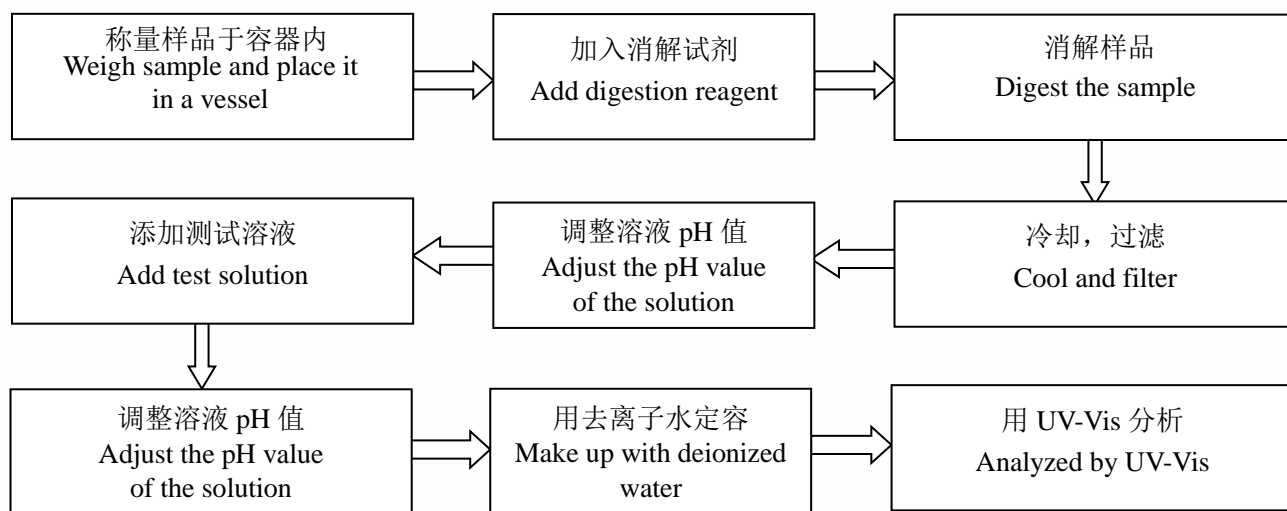 称量样品于容器内
Weigh sample and place it
in a vessel
加入消解试剂
Add digestion reagent
消解样品
Digest the sample
冷却，过滤
Cool and filter
调整溶液 pH 值
Adjust the pH value
of the solution
添加测试溶液
Add test solution
调整溶液 pH 值
Adjust the pH value
of the solution
用去离子水定容
Make up with deionized
water
用 UV-Vis 分析
Analyzed by UV-Vis